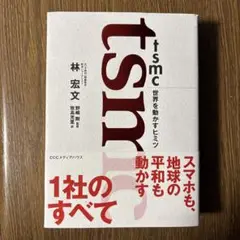 tsmc
世界を動かすヒミツ
林 宏文
tsmc
スマホも、
地球の
平和も
動かす
1社の
すべて
CCCメディアハウス